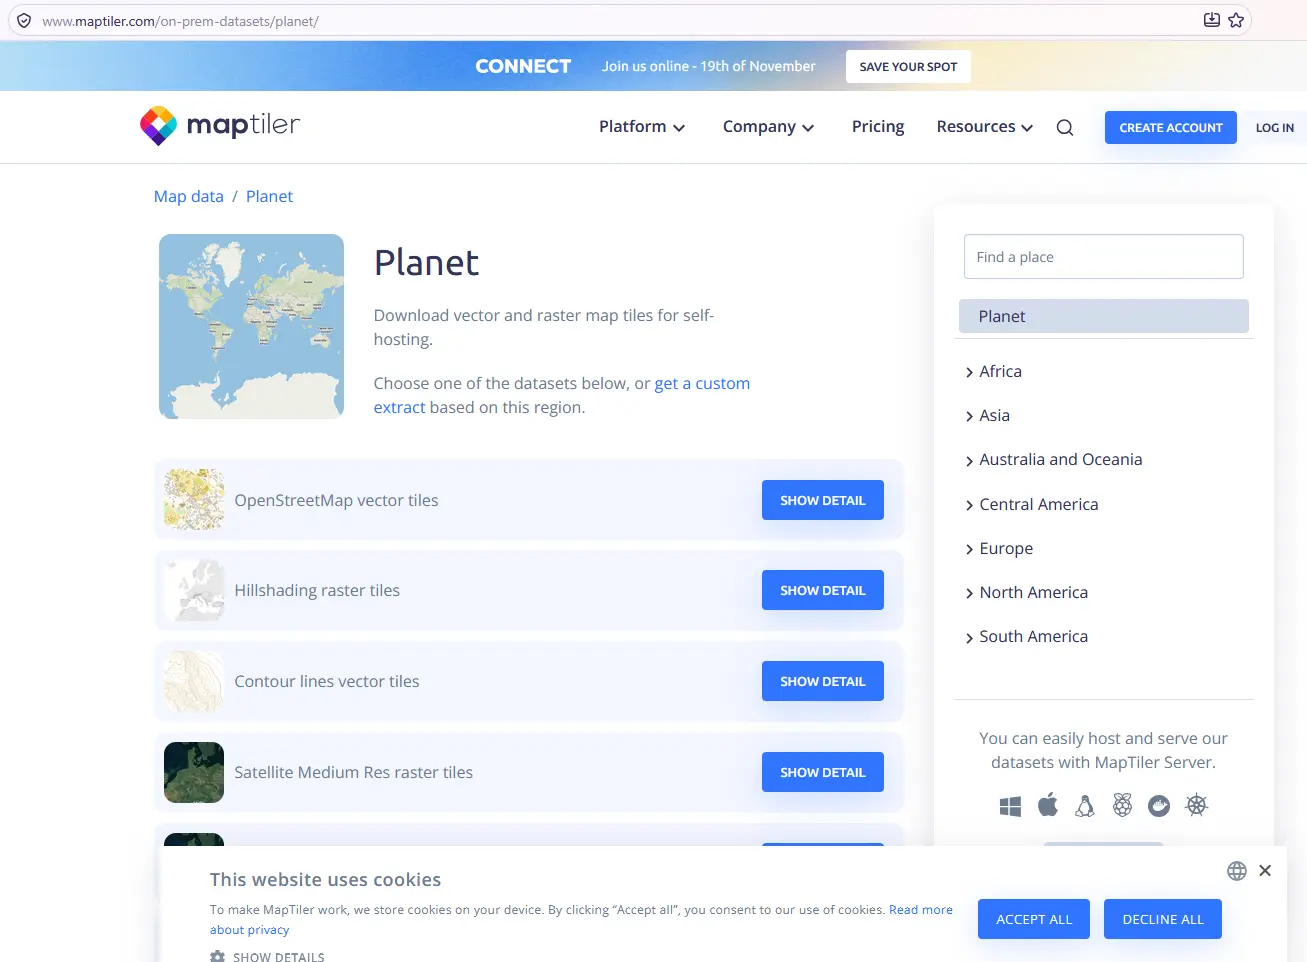 www.maptiler.com/on-prem-datasets/planet/
CONNECT Join us online - 19th of November SAVE YOUR SPOT
maptiler Platform Company Pricing Resources CREATE ACCOUNT LOG IN
Map data / Planet
Planet
Download vector and raster map tiles for self-
hosting.
Choose one of the datasets below, or get a custom
extract based on this region.
OpenStreetMap vector tiles SHOW DETAIL
Hillshading raster tiles SHOW DETAIL
Contour lines vector tiles SHOW DETAIL
Satellite Medium Res raster tiles SHOW DETAIL
Find a place
Planet
Africa
Asia
Australia and Oceania
Central America
Europe
North America
South America
You can easily host and serve our
datasets with MapTiler Server.
This website uses cookies
To make MapTiler work, we store cookies on your device. By clicking “Accept all”, you consent to our use of cookies. Read more
about privacy
SHOW DETAILS
ACCEPT ALL DECLINE ALL